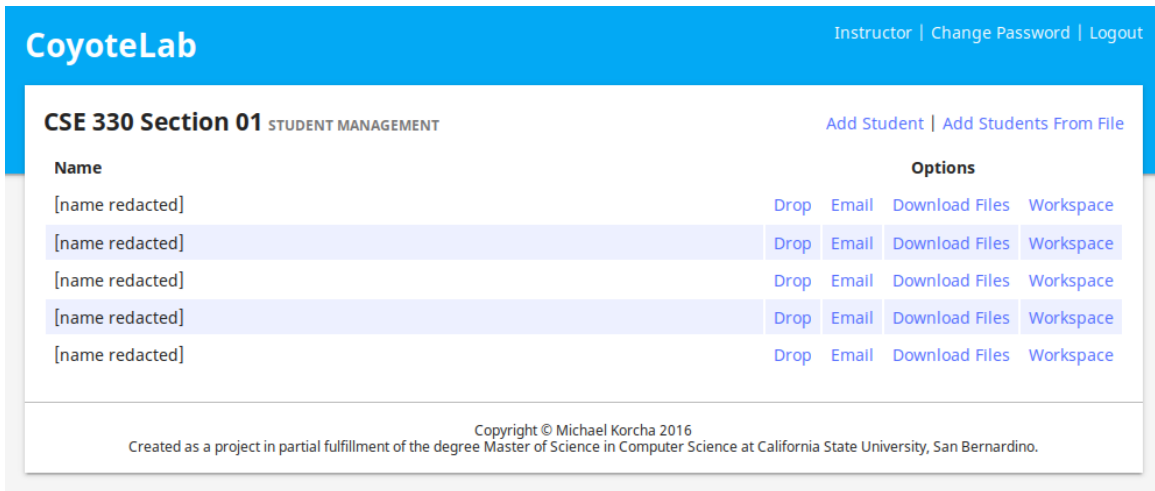 CoyoteLab
Instructor | Change Password | Logout
CSE 330 Section 01 STUDENT MANAGEMENT
Add Student | Add Students From File
Name Options
[name redacted] Drop Email Download Files Workspace
[name redacted] Drop Email Download Files Workspace
[name redacted] Drop Email Download Files Workspace
[name redacted] Drop Email Download Files Workspace
[name redacted] Drop Email Download Files Workspace
Copyright © Michael Korcha 2016
Created as a project in partial fulfillment of the degree Master of Science in Computer Science at California State University, San Bernardino.